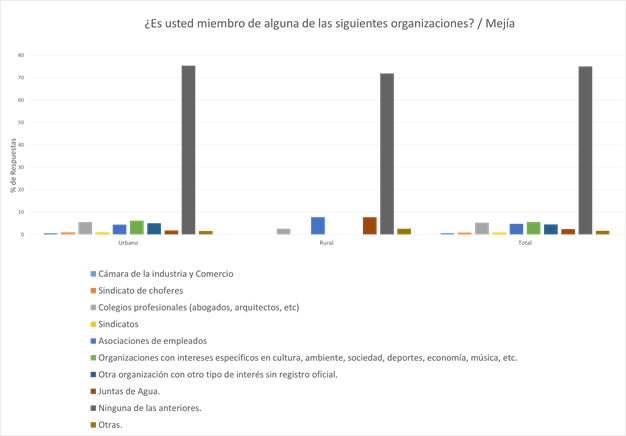 ¿Es usted miembro de alguna de las siguientes organizaciones? / Mejía
80
70
60
50
40
30
20
10
0
% de Respuestas
Urbano
Rural
Total
Cámara de la industria y Comercio
Sindicato de choferes
Colegios profesionales (abogados, arquitectos, etc)
Sindicatos
Asociaciones de empleados
Organizaciones con intereses específicos en cultura, ambiente, sociedad, deportes, economía, música, etc.
Otra organización con otro tipo de interés sin registro oficial.
Juntas de Agua.
Ninguna de las anteriores.
Otras.